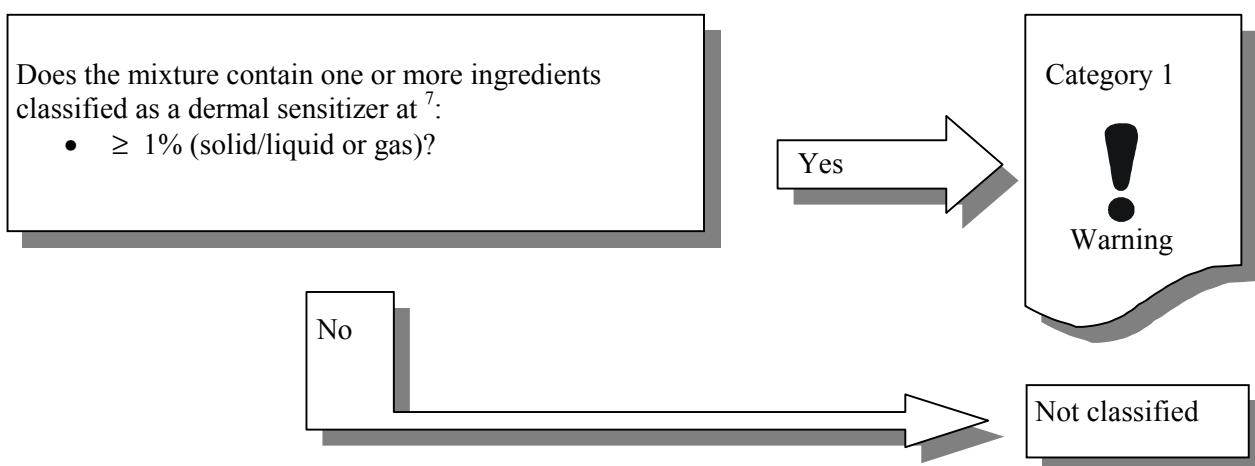 Does the mixture contain one or more ingredients
classified as a dermal sensitizer at 7:
• ≥ 1% (solid/liquid or gas)?
Yes
Category 1
Warning
No
Not classified